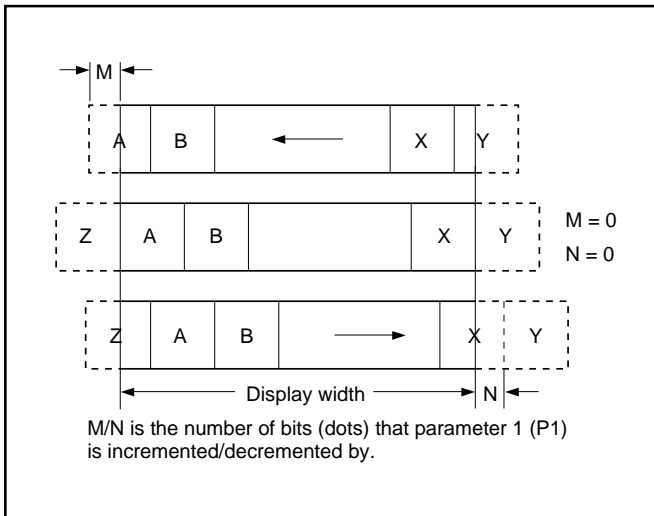 M
A B X Y
Z A B X Y
M = 0
N = 0
Z A B X Y
Display width N
M/N is the number of bits (dots) that parameter 1 (P1)
is incremented/decremented by.